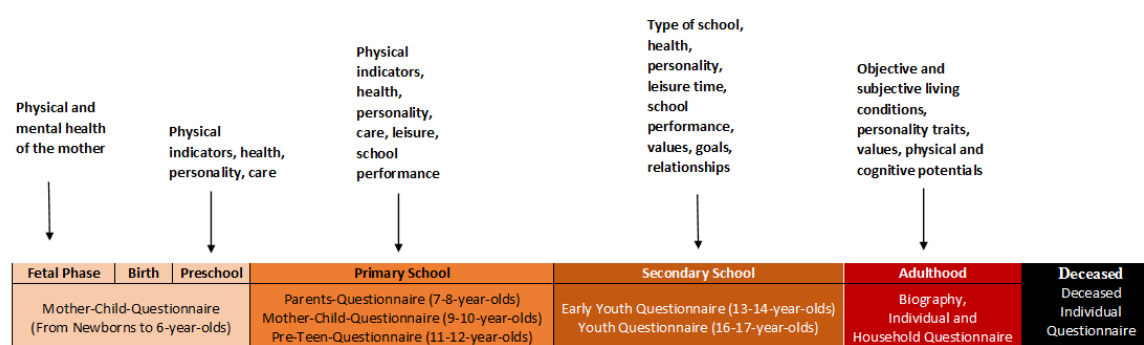 Physical and
mental health
of the mother
Physical
indicators, health,
personality, care
Physical
indicators,
health,
personality,
care, leisure,
school
performance
Type of school,
health,
personality,
leisure time,
school
performance,
values, goals,
relationships
Objective and
subjective living
conditions,
personality traits,
values, physical and
cognitive potentials
Fetal Phase
Birth
Preschool
Primary School
Secondary School
Adulthood
Deceased
Mother-Child-Questionnaire
(From Newborns to 6-year-olds)
Parents-Questionnaire (7-8-year-olds)
Mother-Child-Questionnaire (9-10-year-olds)
Pre-Teen-Questionnaire (11-12-year-olds)
Early Youth Questionnaire (13-14-year-olds)
Youth Questionnaire (16-17-year-olds)
Biography,
Individual and
Household Questionnaire
Deceased
Individual
Questionnaire